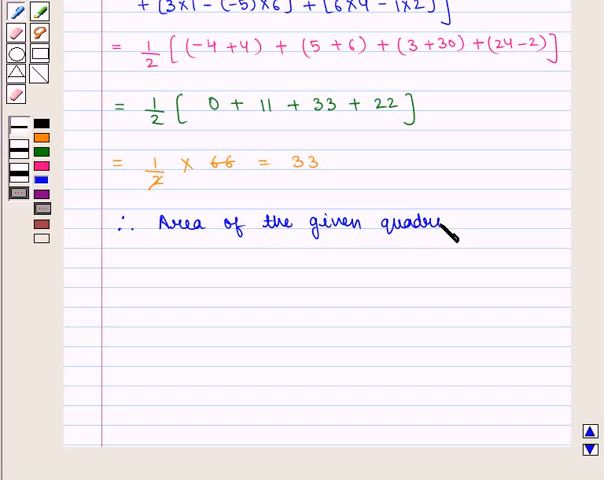 + (3×1 − (−5)×6] + [6×4 − 1×2]]
= 1/2 [(−4+4) + (5+6) + (3+30) + (24−2)]
= 1/2 [0 + 11 + 33 + 22]
= 1/2 × 66 = 33
∴ Area of the given quadri